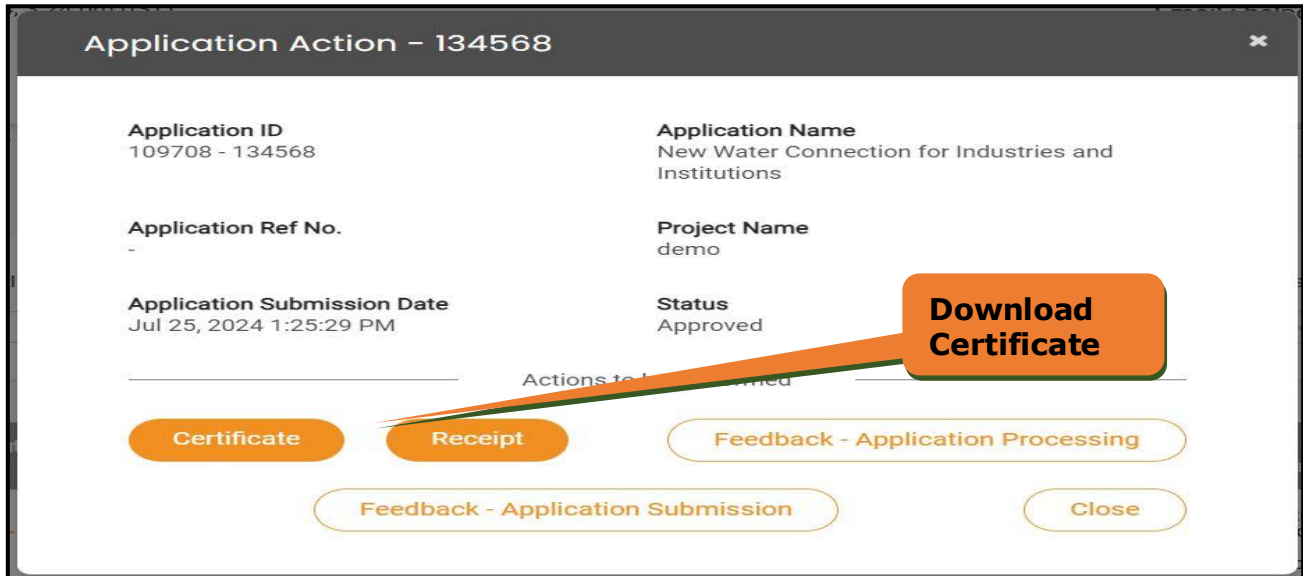 Application Action - 134568
Application ID
109708 - 134568
Application Name
New Water Connection for Industries and
Institutions
Application Ref No.
-
Project Name
demo
Application Submission Date
Jul 25, 2024 1:25:29 PM
Status
Approved
Download
Certificate
Actions to
Certificate
Receipt
Feedback - Application Processing
Feedback - Application Submission
Close